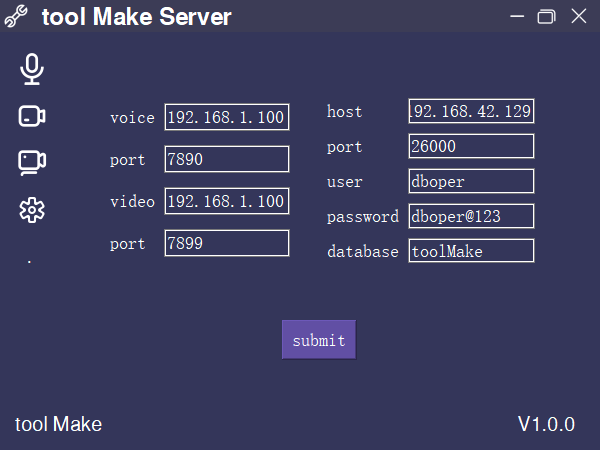 tool Make Server
voice 192.168.1.100
port 7890
video 192.168.1.100
port 7899
host 192.168.42.129
port 26000
user dboper
password dboper@123
database toolMake
submit
tool Make V1.0.0